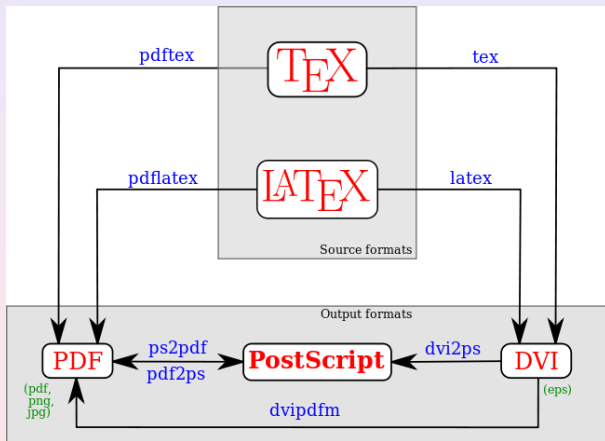 pdftex
TEX
tex
pdflatex
LATEX
latex
Source formats
Output formats
PDF
ps2pdf
pdf2ps
PostScript
dvi2ps
DVI
(pdf,
png,
jpg)
(eps)
dvipdfm